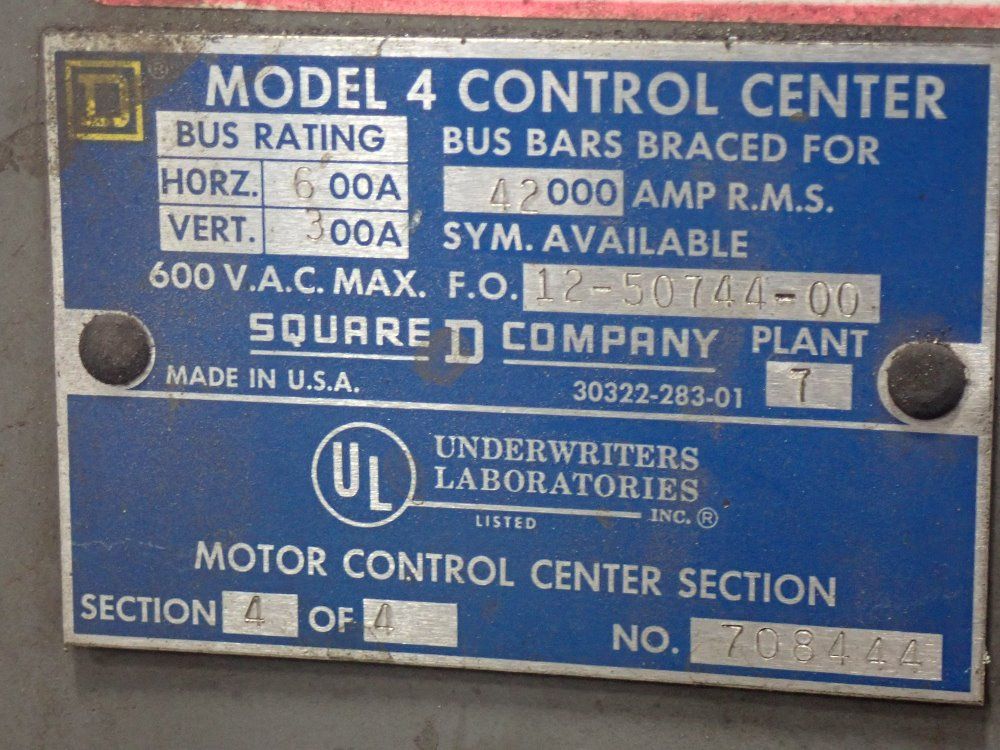 D ® MODEL 4 CONTROL CENTER
BUS RATING
HORZ. 600A
VERT. 300A
BUS BARS BRACED FOR
42000 AMP R.M.S.
SYM. AVAILABLE
600 V.A.C. MAX. F.O. 12-50744-00
SQUARE D COMPANY PLANT
MADE IN U.S.A. 30322-283-01 7
UL UNDERWRITERS
LABORATORIES
LISTED INC.®
MOTOR CONTROL CENTER SECTION
SECTION 4 OF 4 NO. 708444